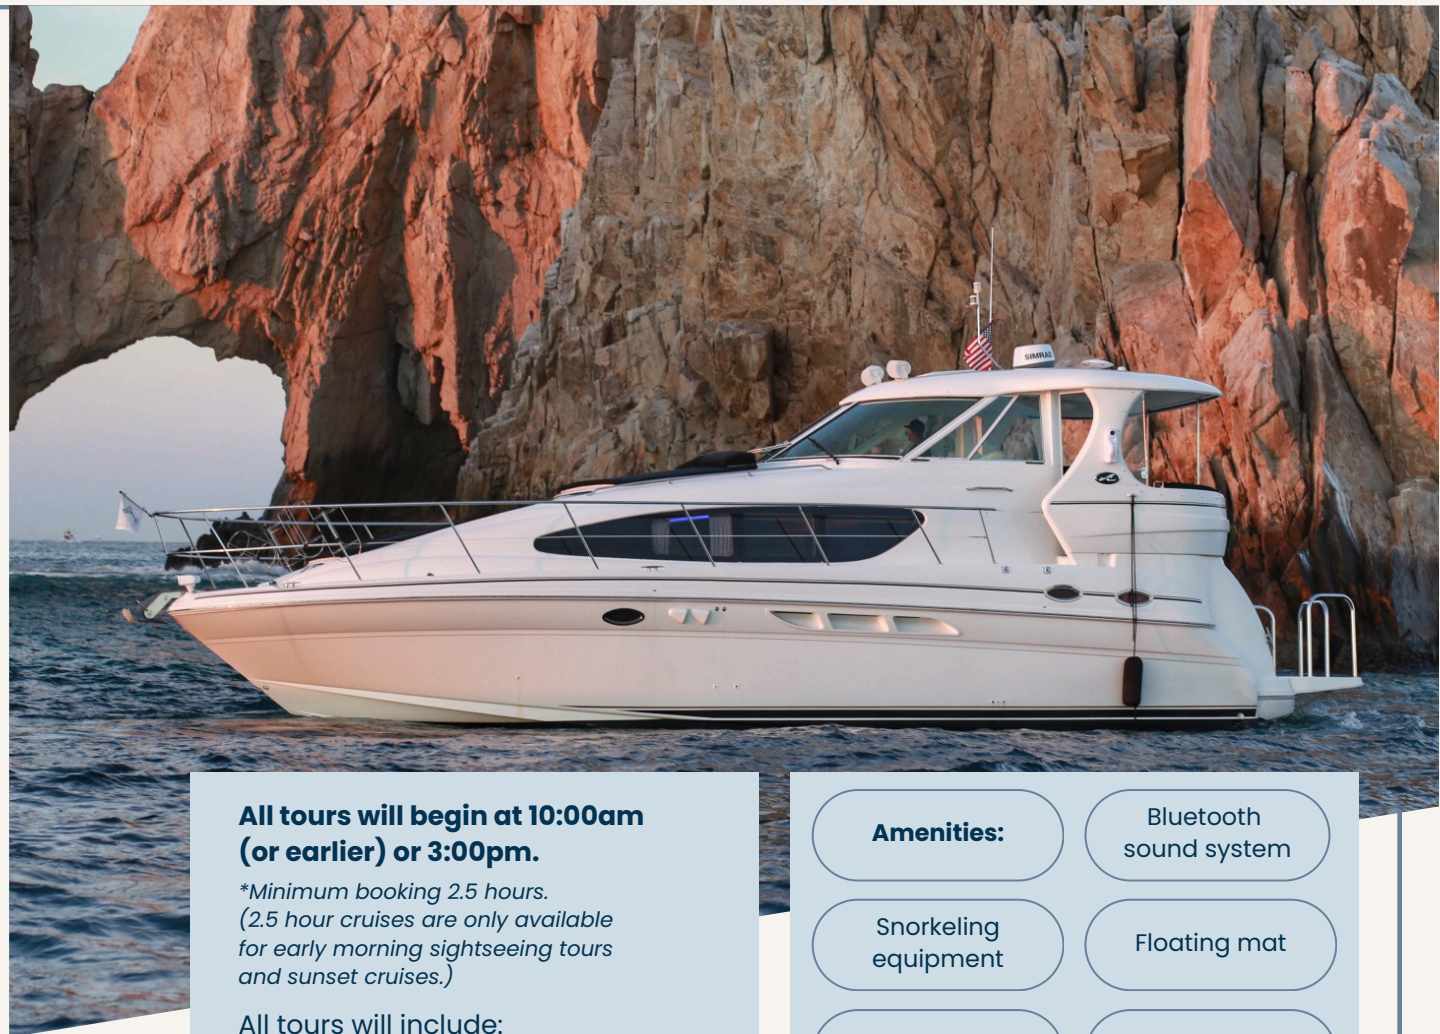 SIMRAD
All tours will begin at 10:00am
(or earlier) or 3:00pm.
*Minimum booking 2.5 hours.
(2.5 hour cruises are only available
for early morning sightseeing tours
and sunset cruises.)
All tours will include:
Amenities:
Bluetooth
sound system
Snorkeling
equipment
Floating mat